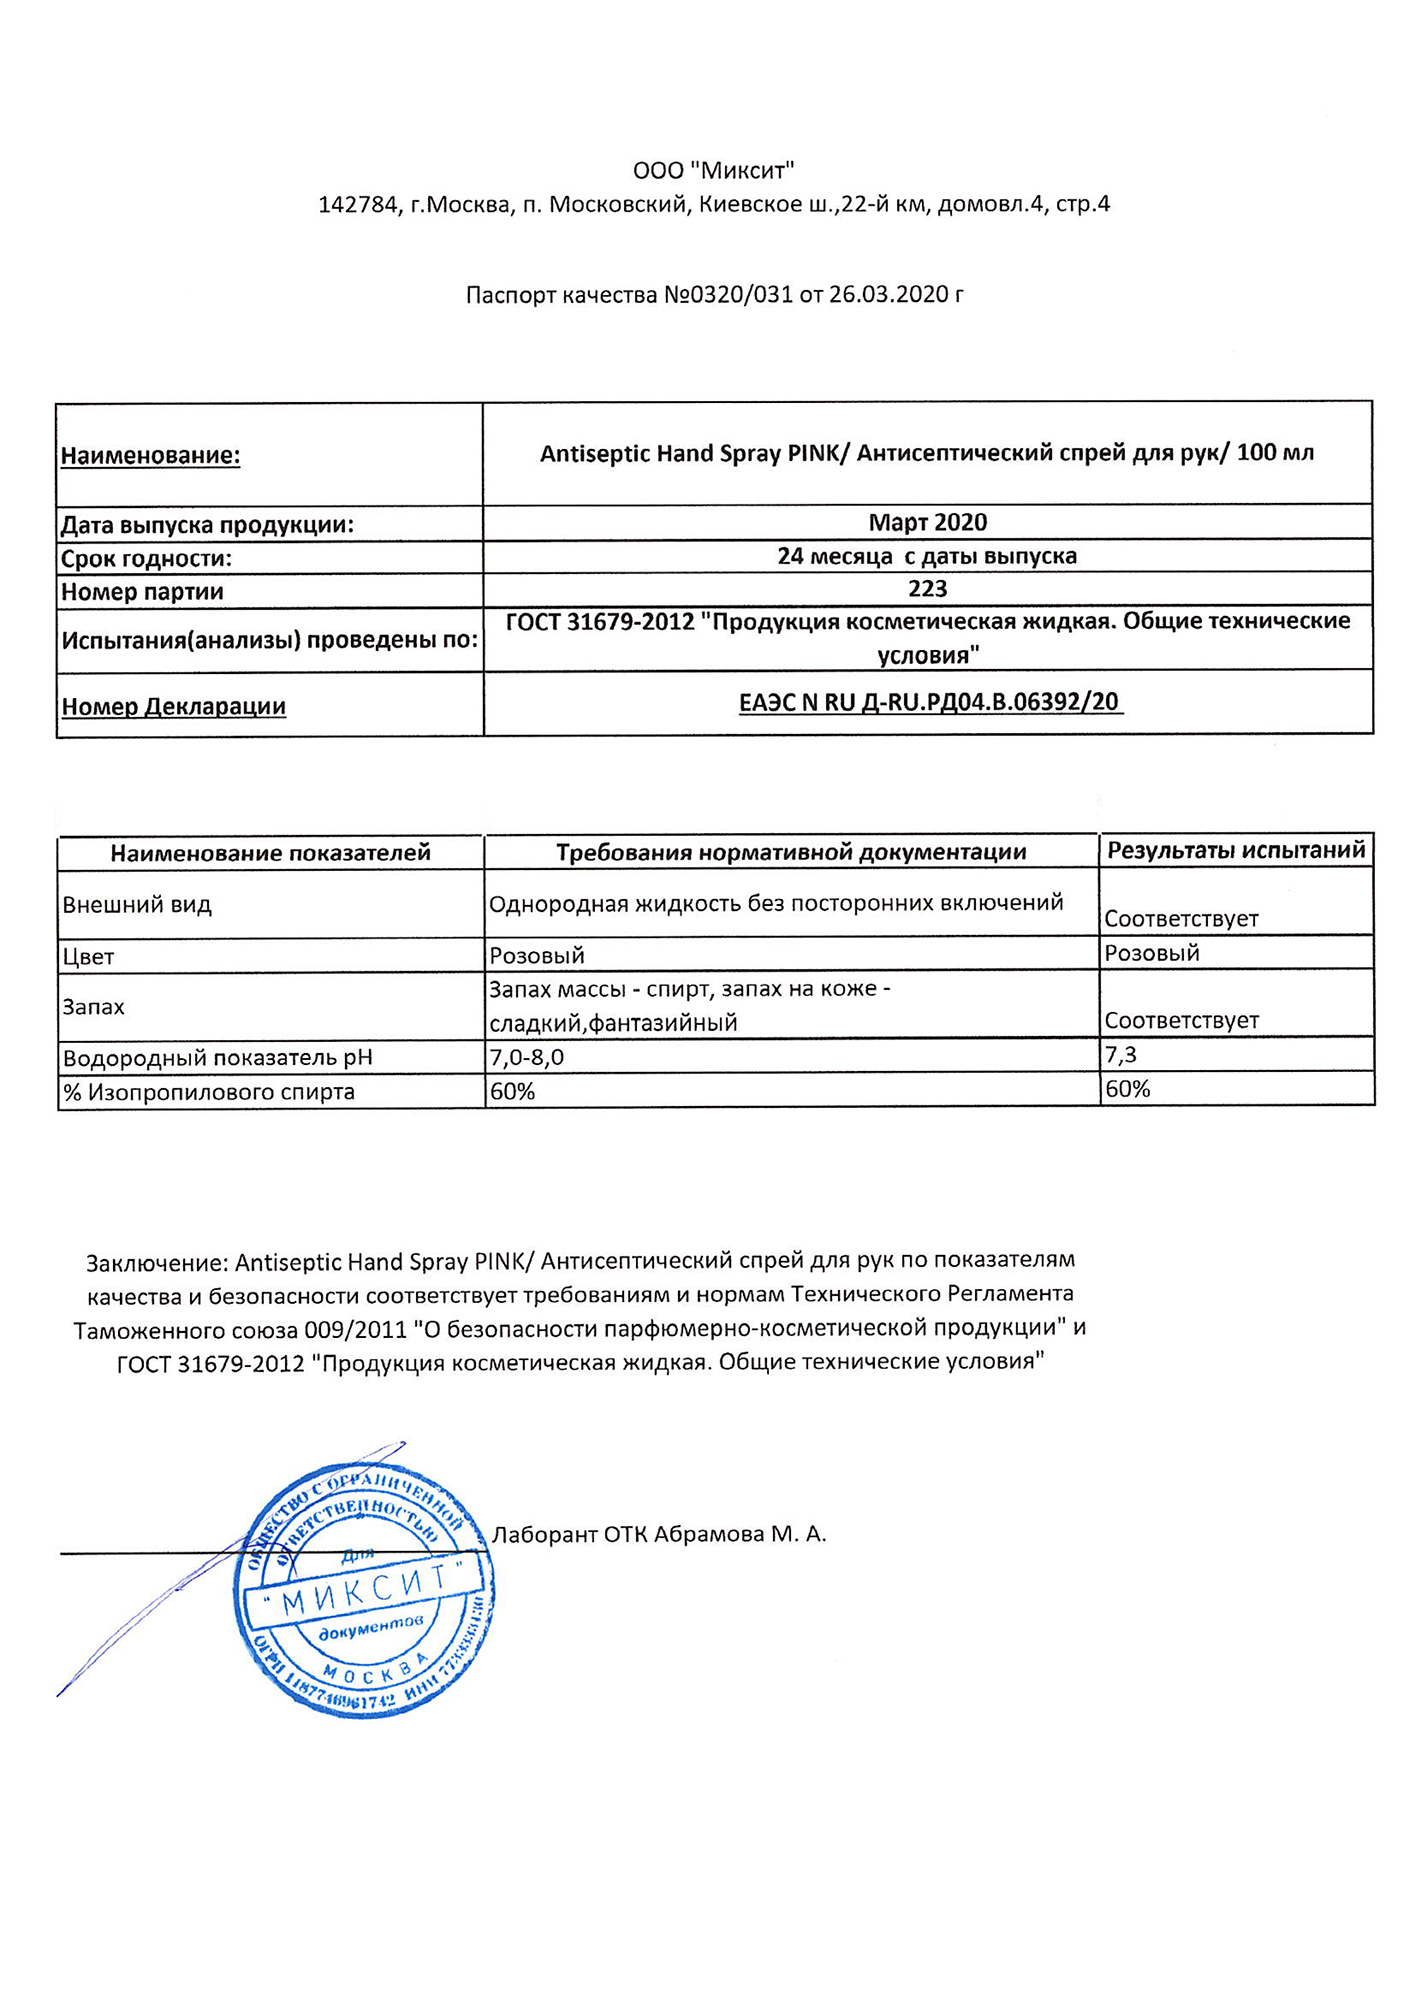 ООО "Миксит"
142784, г.Москва, п. Московский, Киевское ш.,22-й км, домовл.4, стр.4
Паспорт качества №0320/031 от 26.03.2020 г
Наименование: Antiseptic Hand Spray PINK/ Антисептический спрей для рук/ 100 мл
Дата выпуска продукции: Март 2020
Срок годности: 24 месяца с даты выпуска
Номер партии 223
Испытания(анализы) проведены по: ГОСТ 31679-2012 "Продукция косметическая жидкая. Общие технические
условия"
Номер Декларации ЕАЭС N RU Д-RU.РД04.В.06392/20
Наименование показателей Требования нормативной документации Результаты испытаний
Внешний вид Однородная жидкость без посторонних включений Соответствует
Цвет Розовый Розовый
Запах Запах массы - спирт, запах на коже -
сладкий,фантазийный Соответствует
Водородный показатель pH 7,0-8,0 7,3
% Изопропилового спирта 60% 60%
Заключение: Antiseptic Hand Spray PINK/ Антисептический спрей для рук по показателям
качества и безопасности соответствует требованиям и нормам Технического Регламента
Таможенного союза 009/2011 "О безопасности парфюмерно-косметической продукции" и
ГОСТ 31679-2012 "Продукция косметическая жидкая. Общие технические условия"
Лаборант ОТК Абрамова М. А.
ОБЩЕСТВО С ОГРАНИЧЕННОЙ
ОТВЕТСТВЕННОСТЬЮ
Для
"МИКСИТ"
документов
МОСКВА
ОГРН 1187746961742 ИНН